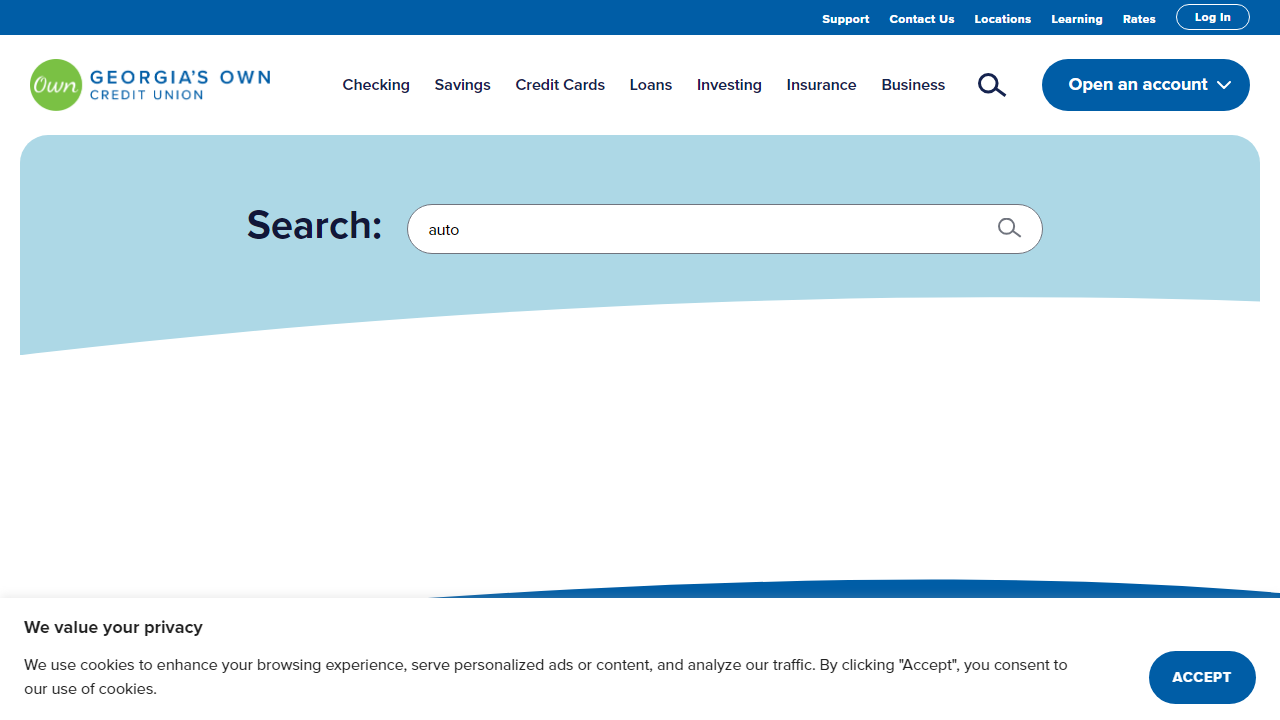 Support Contact Us Locations Learning Rates Log In
Own GEORGIA'S OWN
CREDIT UNION
Checking Savings Credit Cards Loans Investing Insurance Business Open an account
Search: auto
We value your privacy
We use cookies to enhance your browsing experience, serve personalized ads or content, and analyze our traffic. By clicking "Accept", you consent to
our use of cookies.
ACCEPT